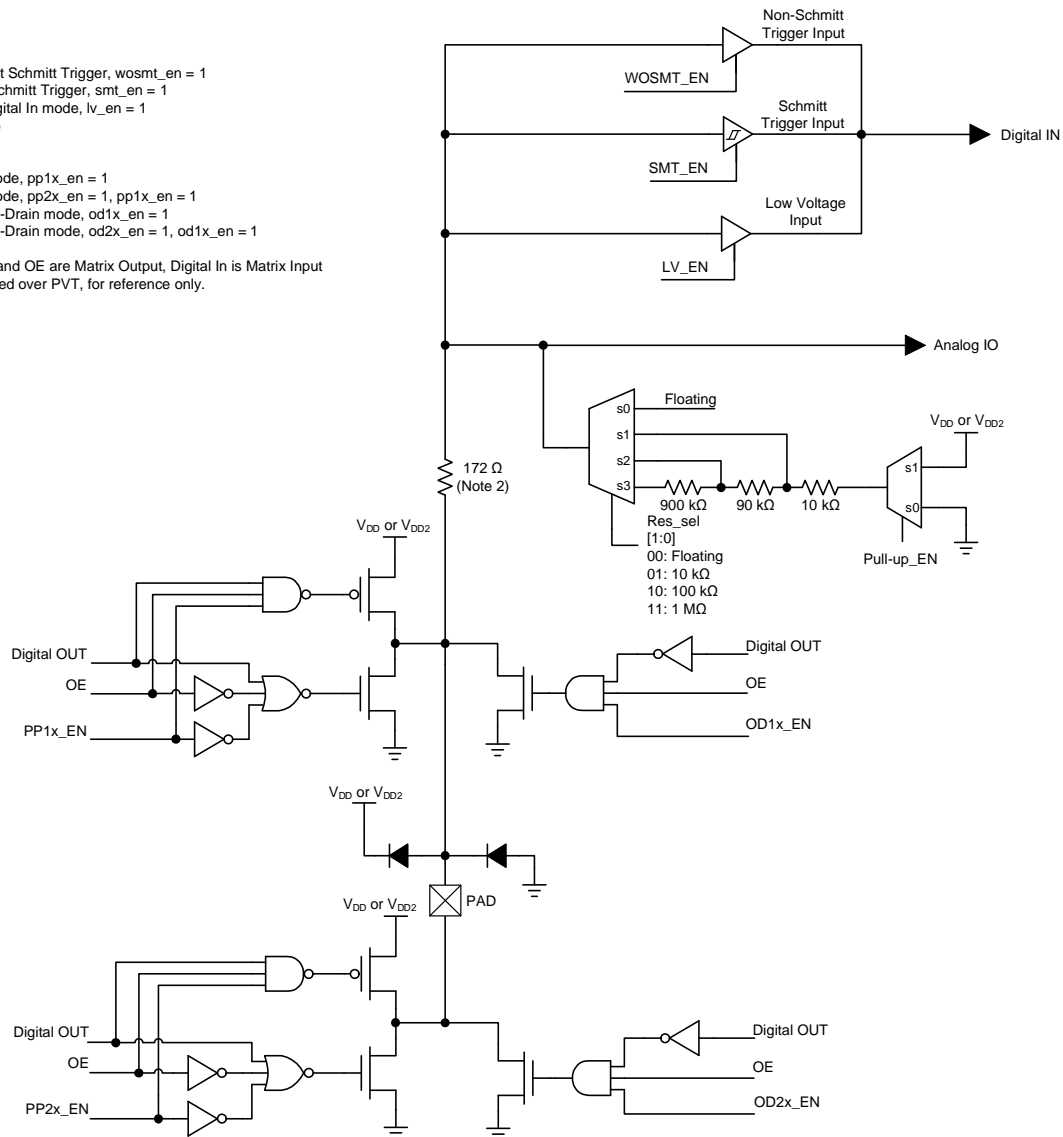 t Schmitt Trigger, wosmt_en = 1
chmitt Trigger, smt_en = 1
gital In mode, lv_en = 1
ode, pp1x_en = 1
ode, pp2x_en = 1, pp1x_en = 1
-Drain mode, od1x_en = 1
-Drain mode, od2x_en = 1, od1x_en = 1
and OE are Matrix Output, Digital In is Matrix Input
ed over PVT, for reference only.
Non-Schmitt
Trigger Input
WOSMT_EN
Schmitt
Trigger Input
Digital IN
SMT_EN
Low Voltage
Input
LV_EN
Analog IO
Floating
s0
s1
s2
s3
VDD or VDD2
s1
s0
900 kΩ
90 kΩ
10 kΩ
172 Ω
(Note 2)
Res_sel
[1:0]
00: Floating
01: 10 kΩ
10: 100 kΩ
11: 1 MΩ
Pull-up_EN
VDD or VDD2
Digital OUT
OE
PP1x_EN
Digital OUT
OE
OD1x_EN
VDD or VDD2
PAD
VDD or VDD2
Digital OUT
OE
PP2x_EN
Digital OUT
OE
OD2x_EN